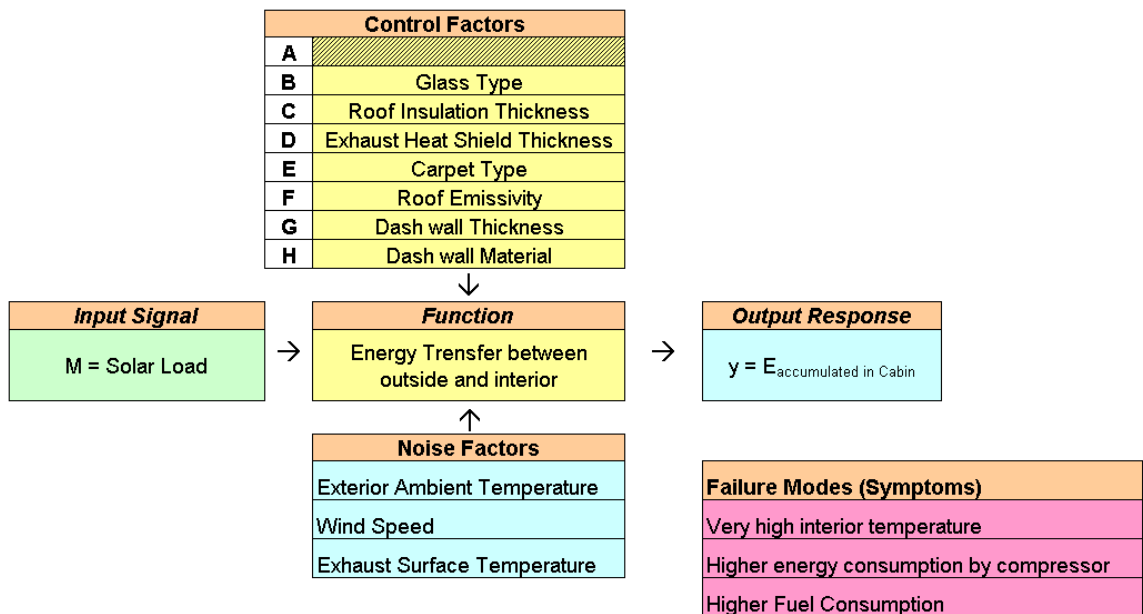 Control Factors
A
B Glass Type
C Roof Insulation Thickness
D Exhaust Heat Shield Thickness
E Carpet Type
F Roof Emissivity
G Dash wall Thickness
H Dash wall Material
Input Signal
M = Solar Load
Function
Energy Trensfer between
outside and interior
Output Response
y = Eaccumulated in Cabin
Noise Factors
Exterior Ambient Temperature
Wind Speed
Exhaust Surface Temperature
Failure Modes (Symptoms)
Very high interior temperature
Higher energy consumption by compressor
Higher Fuel Consumption